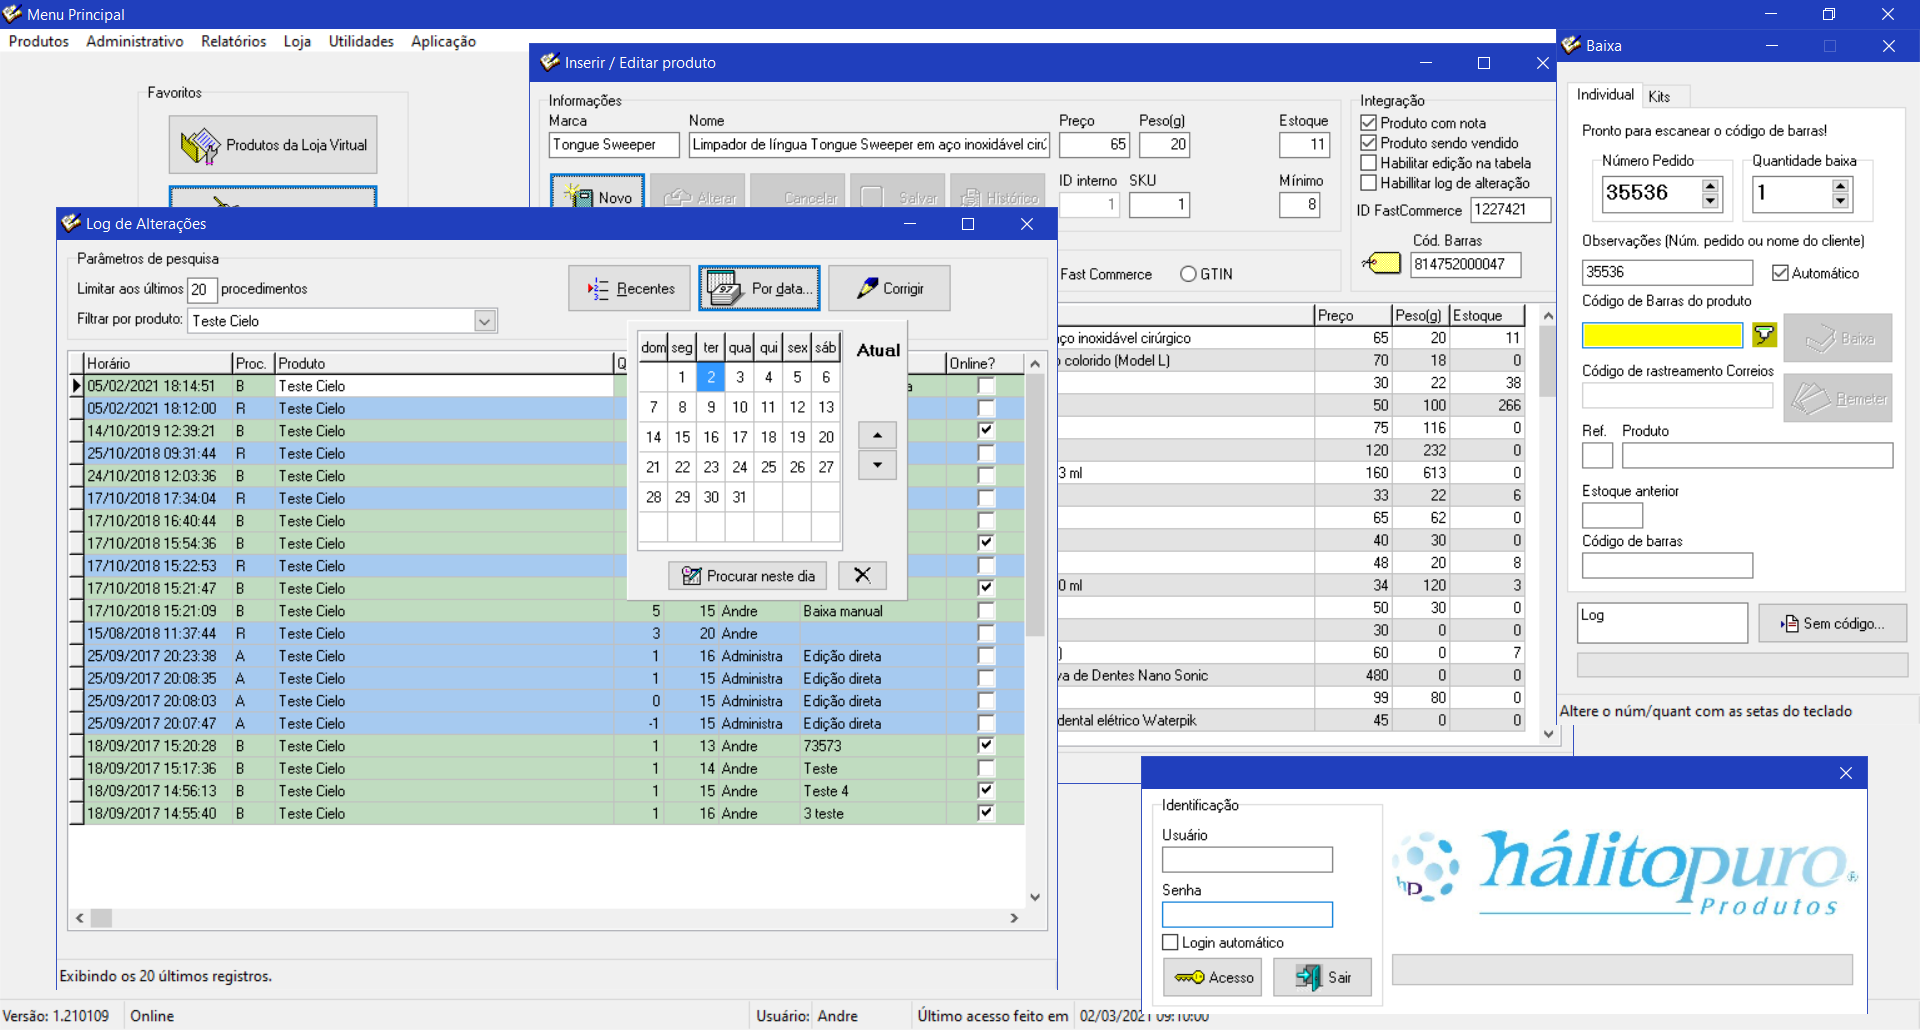 Menu Principal
Produtos Administrativo Relatórios Loja Utilidades Aplicação
Favoritos
Produtos da Loja Virtual
Inserir / Editar produto
Informações
Marca Nome Preço Peso(g) Estoque
Tongue Sweeper Limpador de língua Tongue Sweeper em aço inoxidável cirú 65 20 11
Novo Alterar Cancelar Salvar Histórico
ID interno SKU Mínimo
1 1 8
Fast Commerce GTIN
Integração
Produto com nota
Produto sendo vendido
Habilitar edição na tabela
Habillitar log de alteração
ID FastCommerce 1227421
Cód. Barras
814752000047
Preço Peso(g) Estoque
ço inoxidável cirúrgico 65 20 11
o colorido (Model L) 70 18 0
30 22 38
50 100 266
75 116 0
120 232 0
3 ml 160 613 0
33 22 6
65 62 0
40 30 0
48 20 8
0 ml 34 120 3
50 30 0
30 0 0
) 60 0 7
va de Dentes Nano Sonic 480 0 0
99 80 0
dental elétrico Waterpik 45 0 0
Log de Alterações
Parâmetros de pesquisa
Limitar aos últimos 20 procedimentos
Filtrar por produto: Teste Cielo
Recentes Por data... Corrigir
Horário Proc. Produto Q Online?
05/02/2021 18:14:51 B Teste Cielo a
05/02/2021 18:12:00 R Teste Cielo
14/10/2019 12:39:21 B Teste Cielo
25/10/2018 09:31:44 R Teste Cielo
24/10/2018 12:03:36 B Teste Cielo
17/10/2018 17:34:04 R Teste Cielo
17/10/2018 16:40:44 B Teste Cielo
17/10/2018 15:54:36 B Teste Cielo
17/10/2018 15:22:53 R Teste Cielo
17/10/2018 15:21:47 B Teste Cielo
17/10/2018 15:21:09 B Teste Cielo 5 15 Andre Baixa manual
15/08/2018 11:37:44 R Teste Cielo 3 20 Andre
25/09/2017 20:23:38 A Teste Cielo 1 16 Administra Edição direta
25/09/2017 20:08:35 A Teste Cielo 1 15 Administra Edição direta
25/09/2017 20:08:03 A Teste Cielo 0 15 Administra Edição direta
25/09/2017 20:07:47 A Teste Cielo -1 15 Administra Edição direta
18/09/2017 15:20:28 B Teste Cielo 1 13 Andre 73573
18/09/2017 15:17:36 B Teste Cielo 1 14 Andre Teste
18/09/2017 14:56:13 B Teste Cielo 1 15 Andre Teste 4
18/09/2017 14:55:40 B Teste Cielo 1 16 Andre 3 teste
dom seg ter qua qui sex sáb
1 2 3 4 5 6
7 8 9 10 11 12 13
14 15 16 17 18 19 20
21 22 23 24 25 26 27
28 29 30 31
Atual
Procurar neste dia
Exibindo os 20 últimos registros.
Baixa
Individual Kits
Pronto para escanear o código de barras!
Número Pedido Quantidade baixa
35536 1
Observações (Núm. pedido ou nome do cliente)
35536 Automático
Código de Barras do produto
Baixa
Código de rastreamento Correios
Remeter
Ref. Produto
Estoque anterior
Código de barras
Log Sem código...
Altere o núm/quant com as setas do teclado
Identificação
Usuário
Senha
Login automático
Acesso Sair
hp hálitopuro®
Produtos
Versão: 1.210109 Online Usuário: Andre Último acesso feito em 02/03/2021 09:10:00